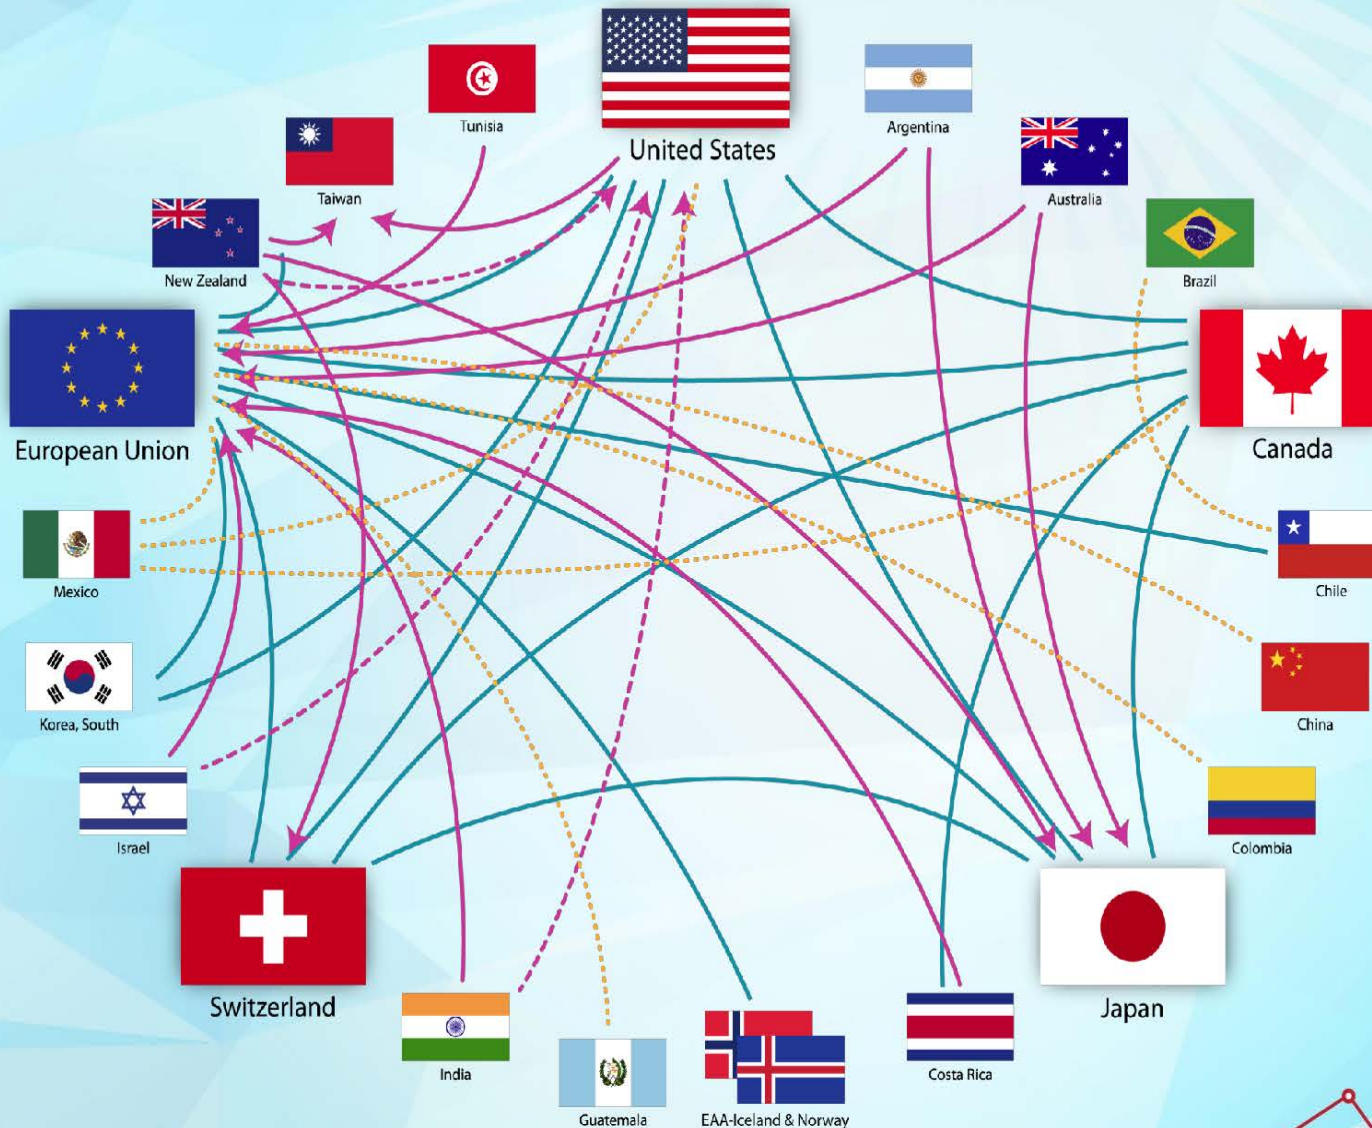 United States
Tunisia
Argentina
Taiwan
Australia
New Zealand
Brazil
European Union
Canada
Mexico
Chile
Korea, South
China
Israel
Colombia
Switzerland
Japan
India
Costa Rica
Guatemala
EAA-Iceland & Norway